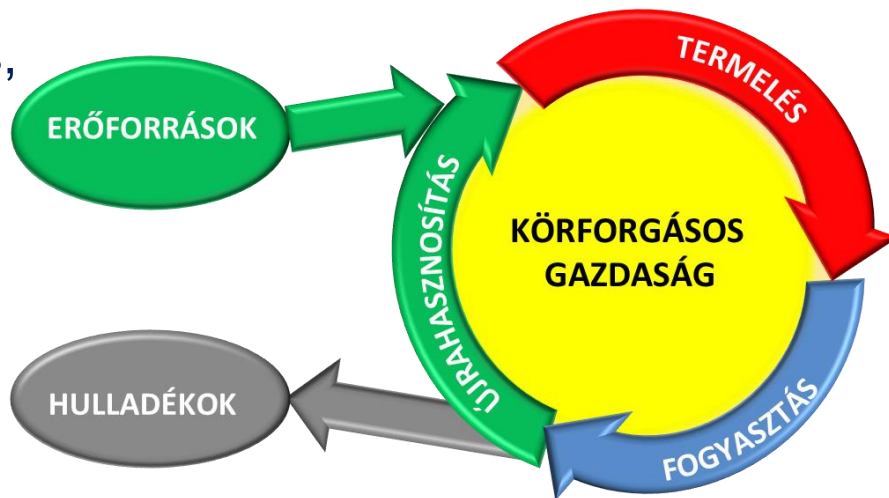 TERMELÉS
ERŐFORRÁSOK
ÚJRAHASZNOSÍTÁS
KÖRFORGÁSOS
GAZDASÁG
HULLADÉKOK
FOGYASZTÁS